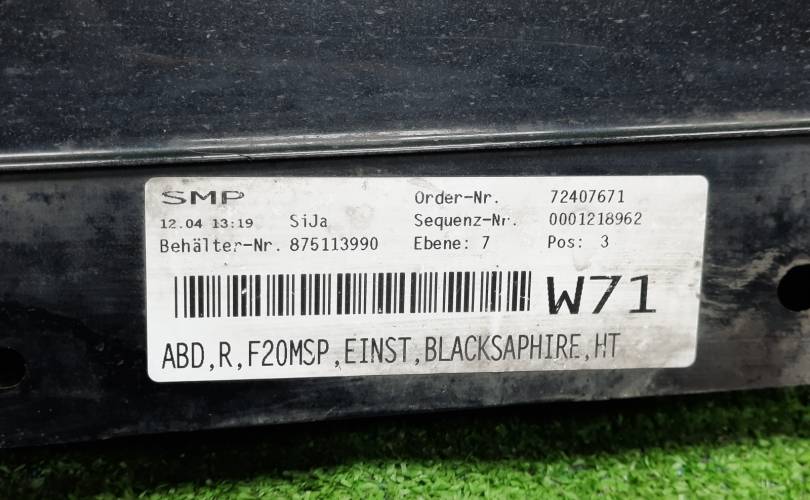 SMP Order-Nr. 72407671
12.04 13:19 SiJa Sequenz-Nr. 0001218962
Behälter-Nr. 875113990 Ebene: 7 Pos: 3
W71
ABD,R,F20MSP,EINST,BLACKSAPHIRE,HT